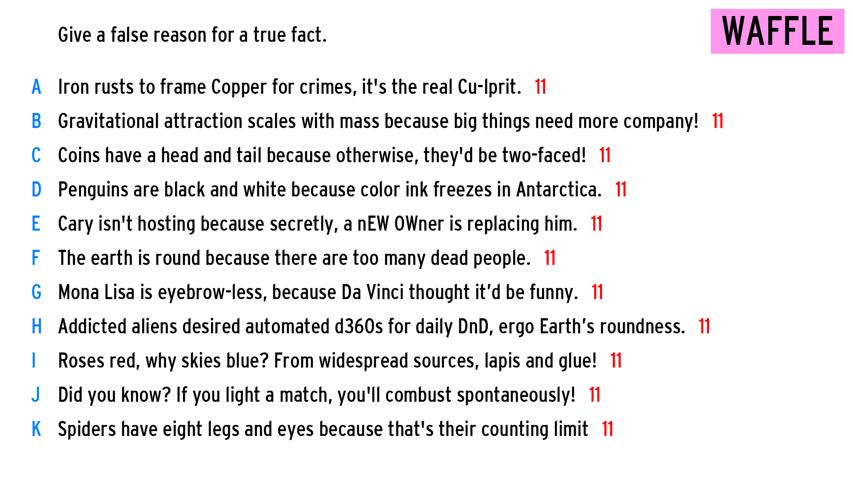 Give a false reason for a true fact.
WAFFLE
A Iron rusts to frame Copper for crimes, it's the real Cu-lprit. 11
B Gravitational attraction scales with mass because big things need more company! 11
C Coins have a head and tail because otherwise, they'd be two-faced! 11
D Penguins are black and white because color ink freezes in Antarctica. 11
E Cary isn't hosting because secretly, a nEW OWner is replacing him. 11
F The earth is round because there are too many dead people. 11
G Mona Lisa is eyebrow-less, because Da Vinci thought it’d be funny. 11
H Addicted aliens desired automated d360s for daily DnD, ergo Earth’s roundness. 11
I Roses red, why skies blue? From widespread sources, lapis and glue! 11
J Did you know? If you light a match, you'll combust spontaneously! 11
K Spiders have eight legs and eyes because that's their counting limit 11